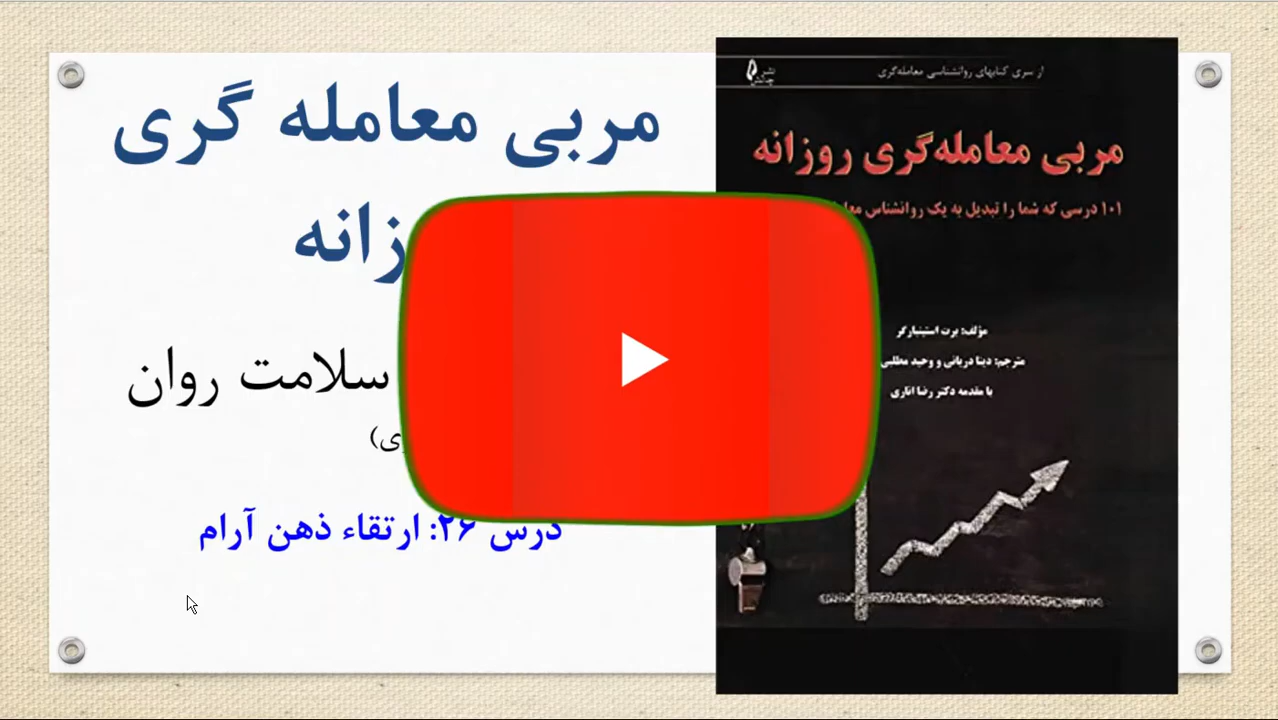 مربی معامله گری
زانه
سلامت روان
ی)
درس ۲۶: ارتقاء ذهن آرام
از سری کتابهای روانشناسی معامله‌گری
نشر
چالش
مربی معامله‌گری روزانه
۱۰۱ درسی که شما را تبدیل به یک روانشناس
مؤلف: برت استینبارگر
مترجم: دینا دریانی و وحید مطلبی
با مقدمه دکتر رضا اناری